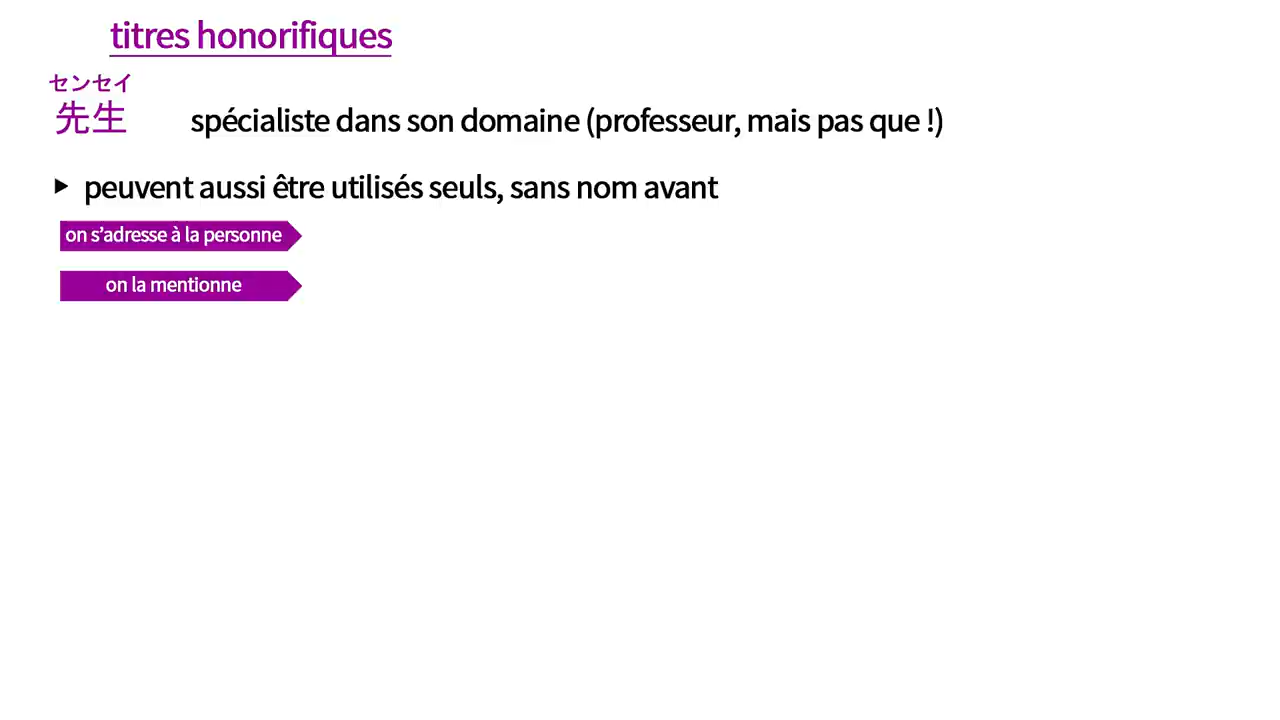 titres honorifiques
センセイ
先生 spécialiste dans son domaine (professeur, mais pas que !)
▶ peuvent aussi être utilisés seuls, sans nom avant
on s’adresse à la personne
on la mentionne